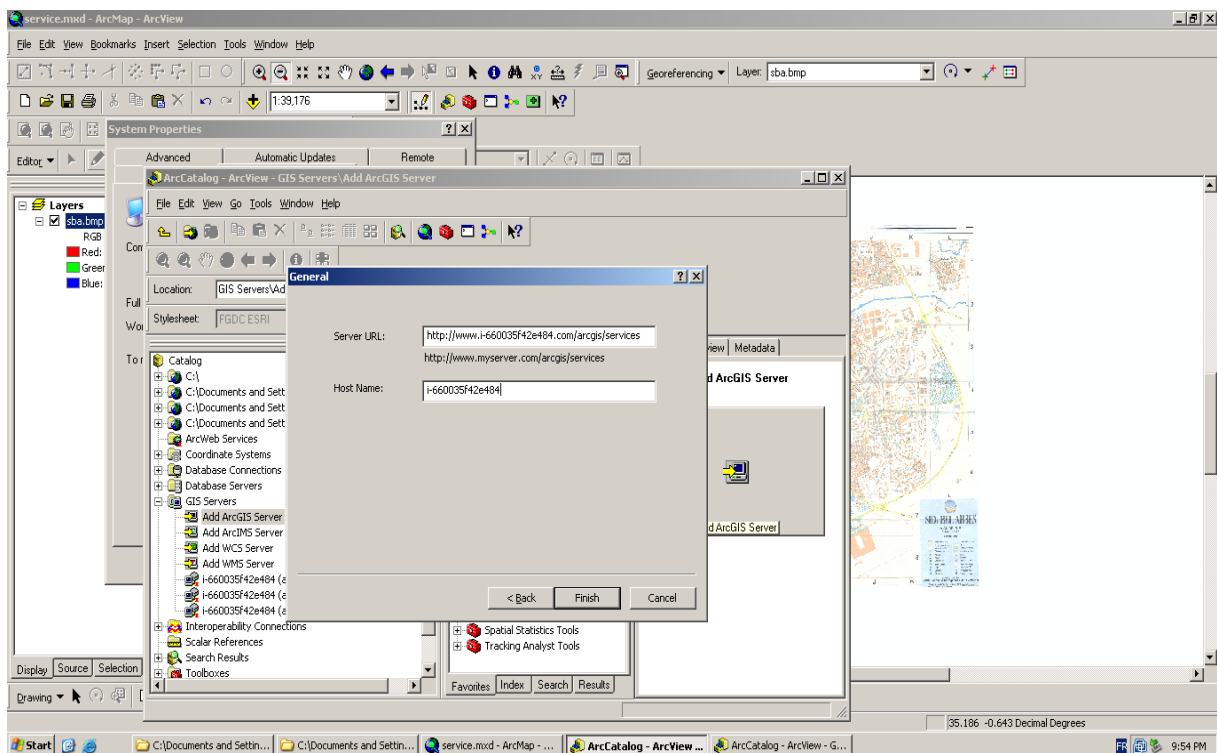 service.mxd - ArcMap - ArcView
File Edit View Bookmarks Insert Selection Tools Window Help
Georeferencing Layer: sba.bmp
1:39,176
System Properties
Editor
Advanced Automatic Updates Remote
ArcCatalog - ArcView - GIS Servers\Add ArcGIS Server
File Edit View Go Tools Window Help
Layers
sba.bmp
RGB
Red:
Green
Blue:
Com
Full
Wor
To r
Location: GIS Servers\Ad
Stylesheet: FGDC ESRI
General
Server URL: http://www.i-660035f42e484.com/arcgis/services
http://www.myserver.com/arcgis/services
Host Name: i-660035f42e484
< Back Finish Cancel
Catalog
C:\
C:\Documents and Sett
C:\Documents and Sett
C:\Documents and Sett
ArcWeb Services
Coordinate Systems
Database Connections
Database Servers
GIS Servers
Add ArcGIS Server
Add ArcIMS Server
Add WCS Server
Add WMS Server
i-660035f42e484 (a
i-660035f42e484 (a
i-660035f42e484 (a
Interoperability Connections
Scalar References
Search Results
Toolboxes
Spatial Statistics Tools
Tracking Analyst Tools
Favorites Index Search Results
view Metadata
d ArcGIS Server
d ArcGIS Server
SIDI BEL ABBES
Display Source Selection
Drawing
35.186 -0.643 Decimal Degrees
Start C:\Documents and Settin... C:\Documents and Settin... service.mxd - ArcMap - ... ArcCatalog - ArcView ... ArcCatalog - ArcView - G... FR 9:54 PM